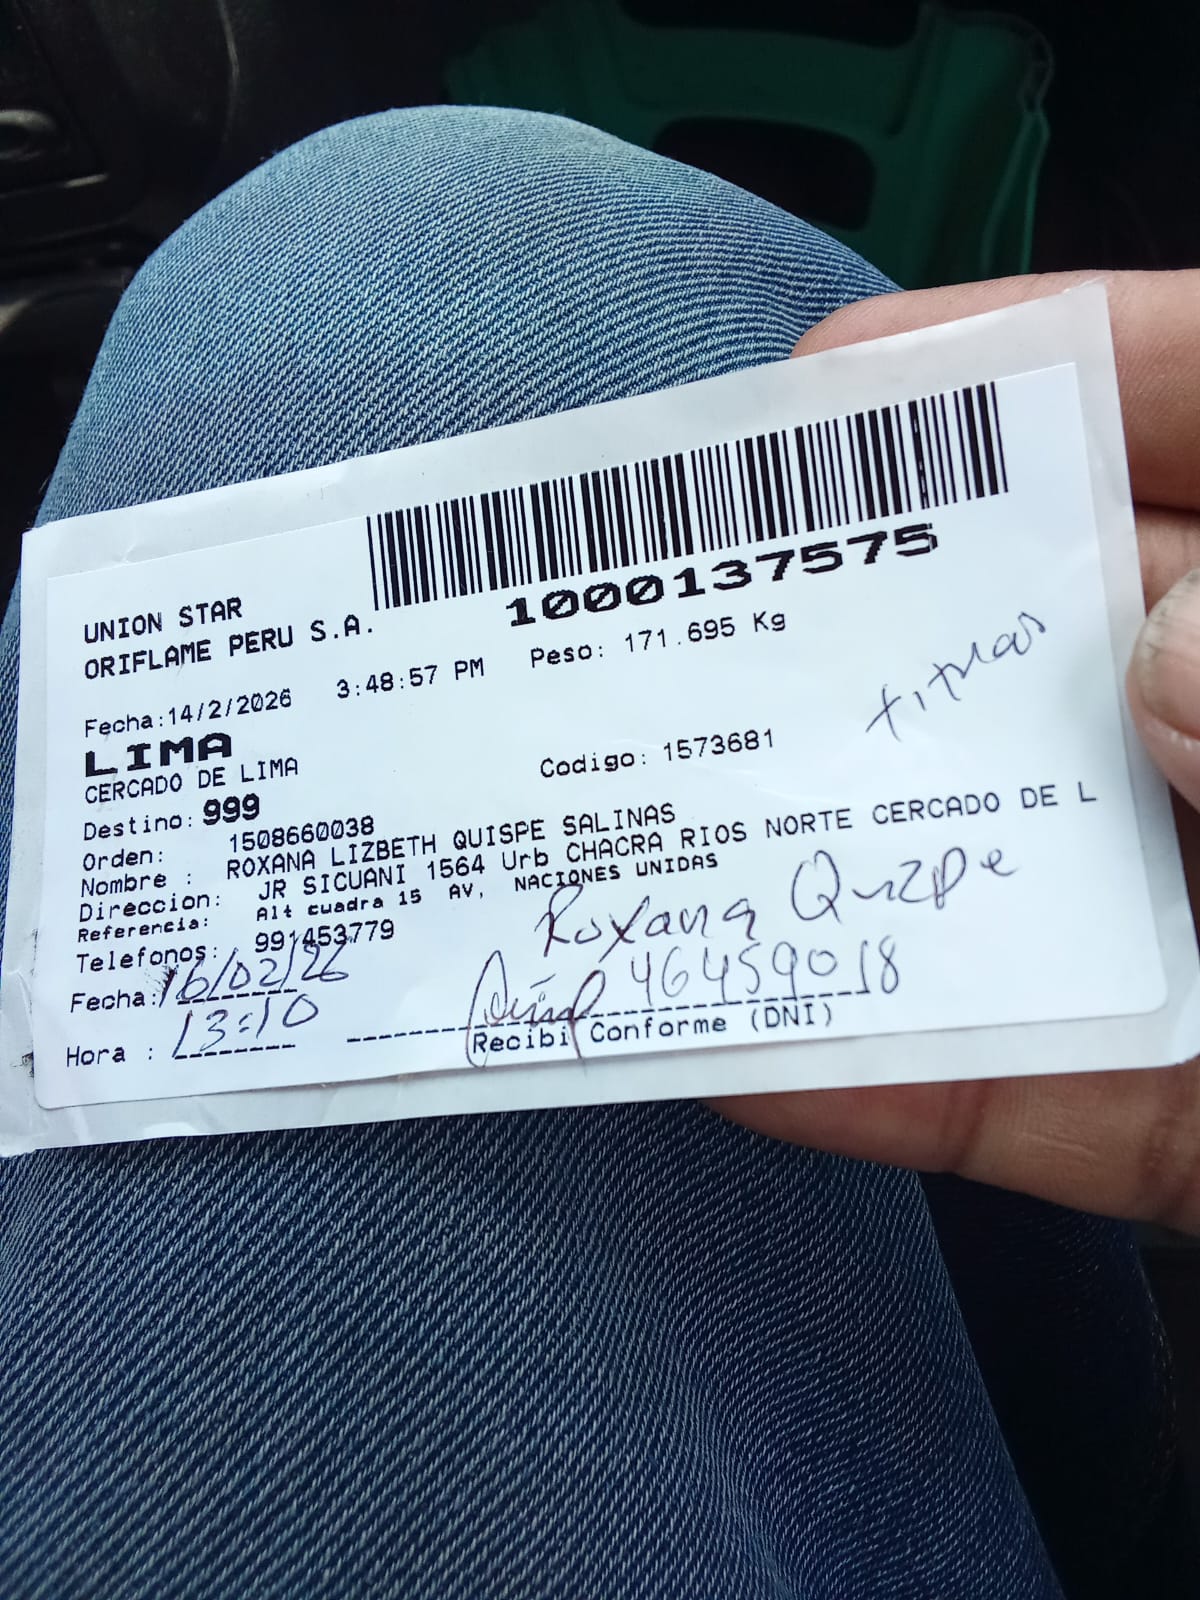 UNION STAR
ORIFLAME PERU S.A.
1000137575
Fecha:14/2/2026 3:48:57 PM Peso: 171.695 Kg
LIMA
CERCADO DE LIMA
Codigo: 1573681
Destino: 999
Orden: 1508660038
Nombre : ROXANA LIZBETH QUISPE SALINAS
Direccion: JR SICUANI 1564 Urb CHACRA RIOS NORTE CERCADO DE L
Referencia: Alt cuadra 15 AV, NACIONES UNIDAS
Telefonos: 991453779
Roxana Quispe
Fecha: 16/02/26
46459018
Hora : 13:10
Recibi Conforme (DNI)